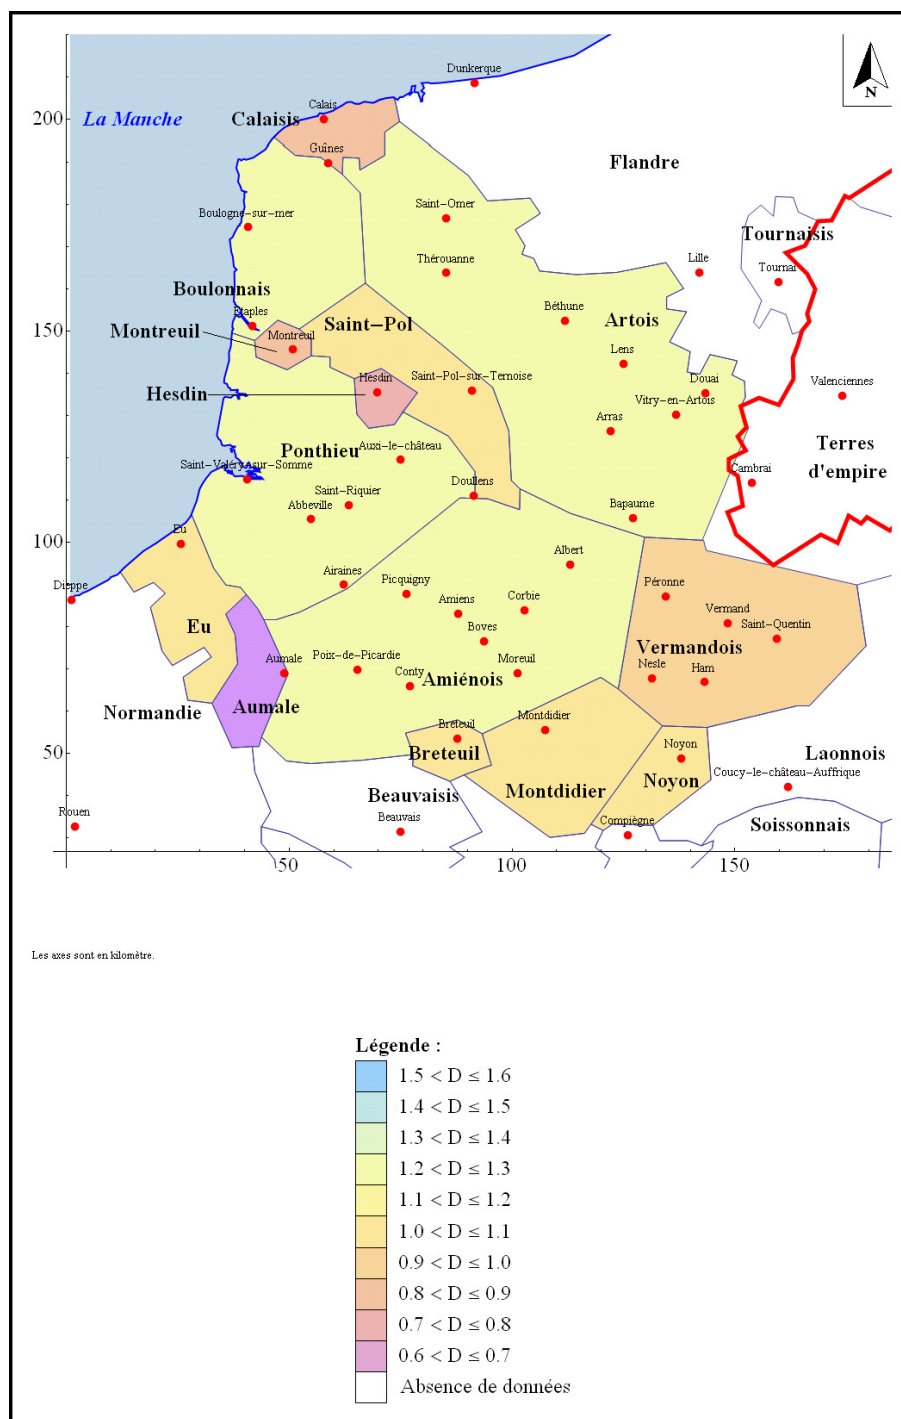 N
Dunkerque
Calais
200
La Manche
Calaisis
Guînes
Flandre
Saint-Omer
Boulogne-sur-mer
Tournaisis
Thérouanne
Lille
Tournai
Boulonnais
Béthune
Artois
Etaples
Saint-Pol
150
Montreuil
Montreuil
Lens
Hesdin
Hesdin
Saint-Pol-sur-Ternoise
Douai
Valenciennes
Vitry-en-Artois
Arras
Ponthieu
Auxi-le-château
Terres
d'empire
Saint-Valéry-sur-Somme
Cambrai
Saint-Riquier
Doullens
Abbeville
Bapaume
Eu
100
Albert
Airaines
Picquigny
Péronne
Dieppe
Amiens
Corbie
Vermand
Eu
Boves
Saint-Quentin
Vermandois
Aumale
Poix-de-Picardie
Conty
Moreuil
Nesle
Ham
Amiénois
Normandie
Aumale
Breteuil
Montdidier
50
Breteuil
Noyon
Laonnois
Coucy-le-château-Auffrique
Noyon
Beauvaisis
Montdidier
Rouen
Beauvais
Compiègne
Soissonnais
50
100
150
Les axes sont en kilomètre.
Légende :
1.5 < D ≤ 1.6
1.4 < D ≤ 1.5
1.3 < D ≤ 1.4
1.2 < D ≤ 1.3
1.1 < D ≤ 1.2
1.0 < D ≤ 1.1
0.9 < D ≤ 1.0
0.8 < D ≤ 0.9
0.7 < D ≤ 0.8
0.6 < D ≤ 0.7
Absence de données